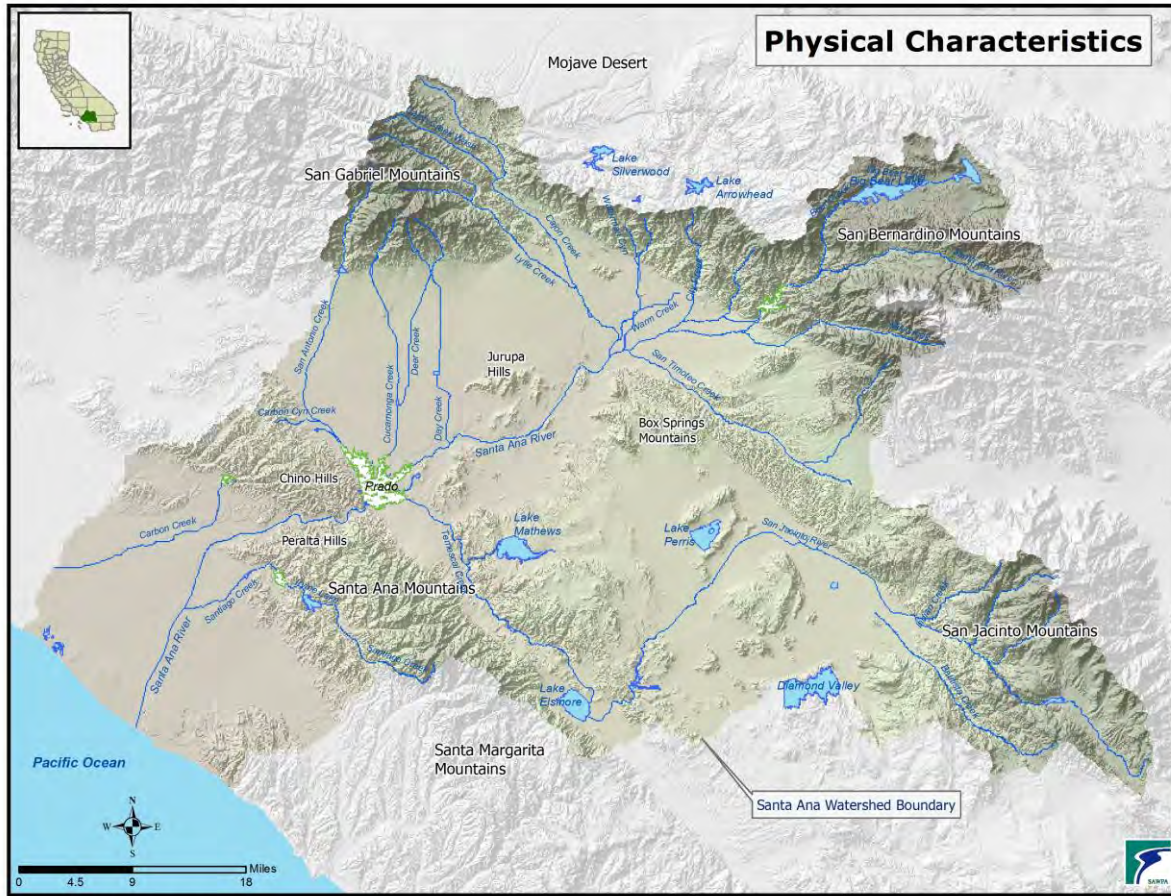 Physical Characteristics
Mojave Desert
Lake
Silverwood
Lake
Arrowhead
San Gabriel Mountains
Big Bear Lake
San Bernardino Mountains
Cajon Creek
Lytle Creek
Warm Creek
San Antonio Creek
Cucamonga Creek
Deer Creek
Day Creek
Jurupa
Hills
San Timoteo Creek
Box Springs
Mountains
Santa Ana River
Carbon Cyn Creek
Chino Hills
Prado
Carbon Creek
Peralta Hills
Lake
Mathews
Lake
Perris
San Jacinto River
Santa Ana Mountains
Santiago Creek
Santa Ana River
San Jacinto Mountains
Lake
Elsinore
Diamond Valley
Santa Margarita
Mountains
Pacific Ocean
Santa Ana Watershed Boundary
N
W
E
S
Miles
0
4.5
9
18
SAWPA